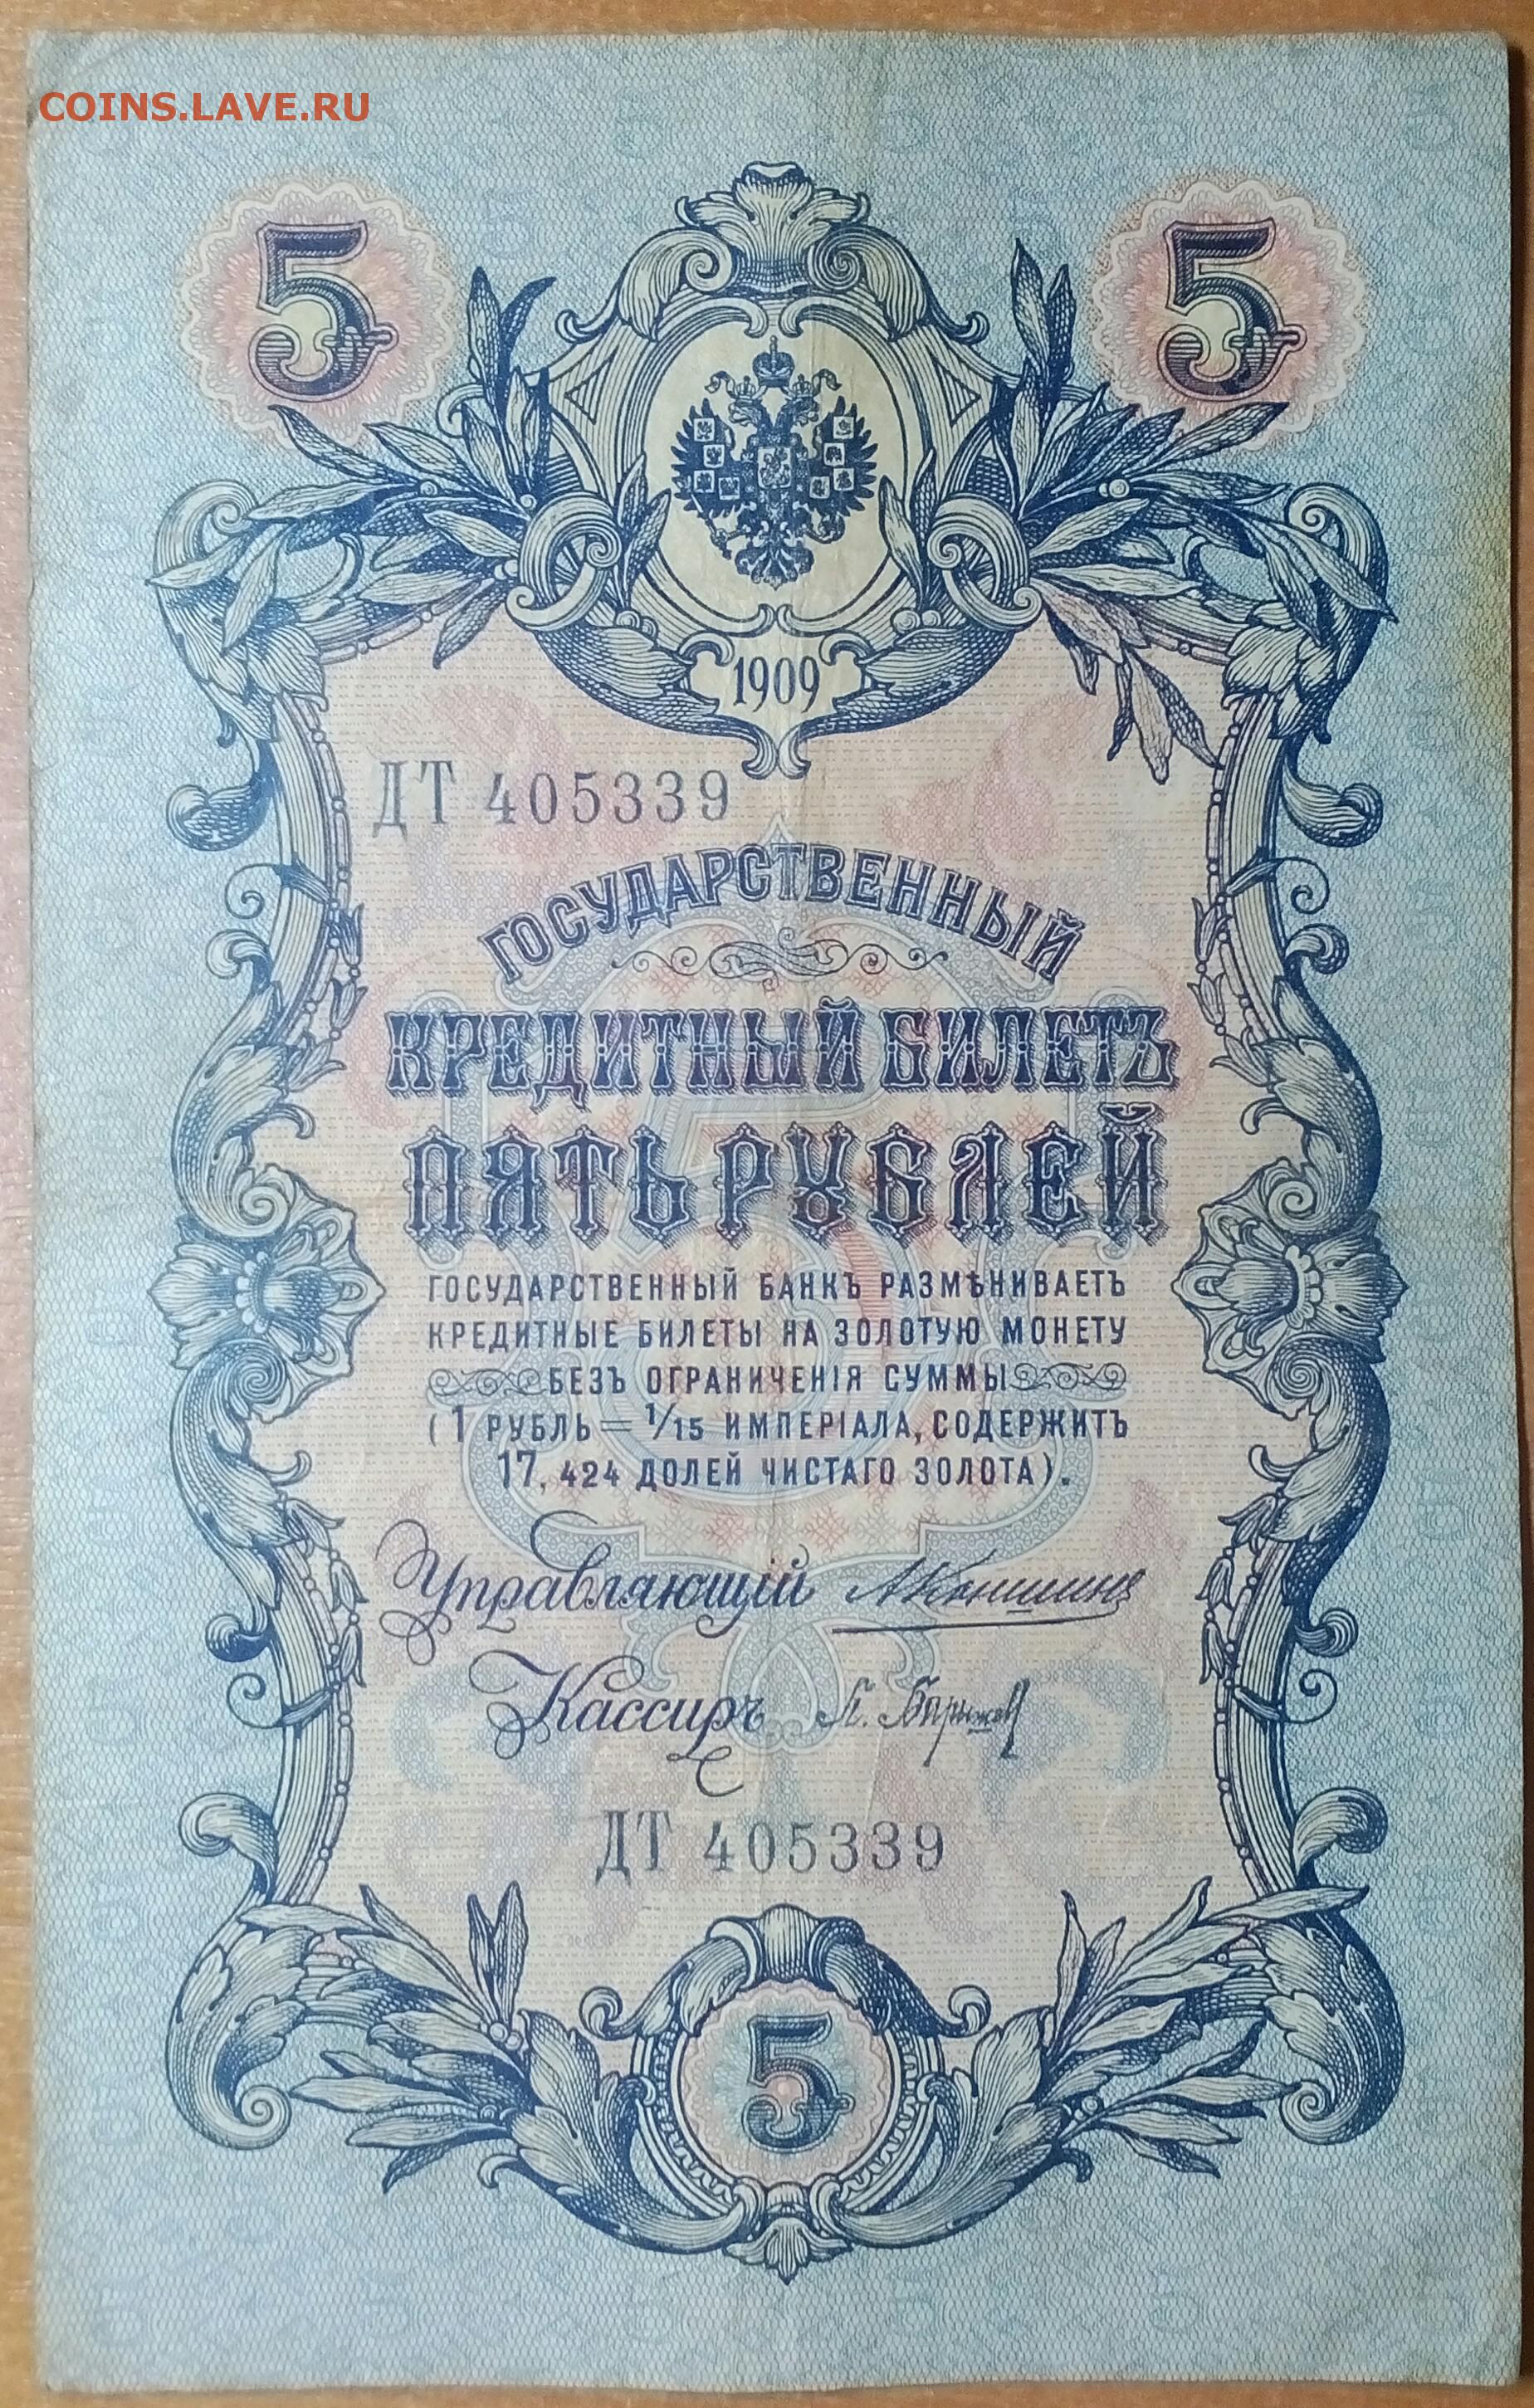 COINS.LAVE.RU
5 5
1909
ДТ 405339
ГОСУДАРСТВЕННЫЙ
КРЕДИТНЫЙ БИЛЕТЪ
ПЯТЬ РУБЛЕЙ
ГОСУДАРСТВЕННЫЙ БАНКЪ РАЗМѢНИВАЕТЪ
КРЕДИТНЫЕ БИЛЕТЫ НА ЗОЛОТУЮ МОНЕТУ
БЕЗЪ ОГРАНИЧЕНІЯ СУММЫ
(1 РУБЛЬ = 1/15 ИМПЕРІАЛА, СОДЕРЖИТЪ
17,424 ДОЛЕЙ ЧИСТАГО ЗОЛОТА).
Управляющій АКоншинъ
Кассиръ
ДТ 405339
5